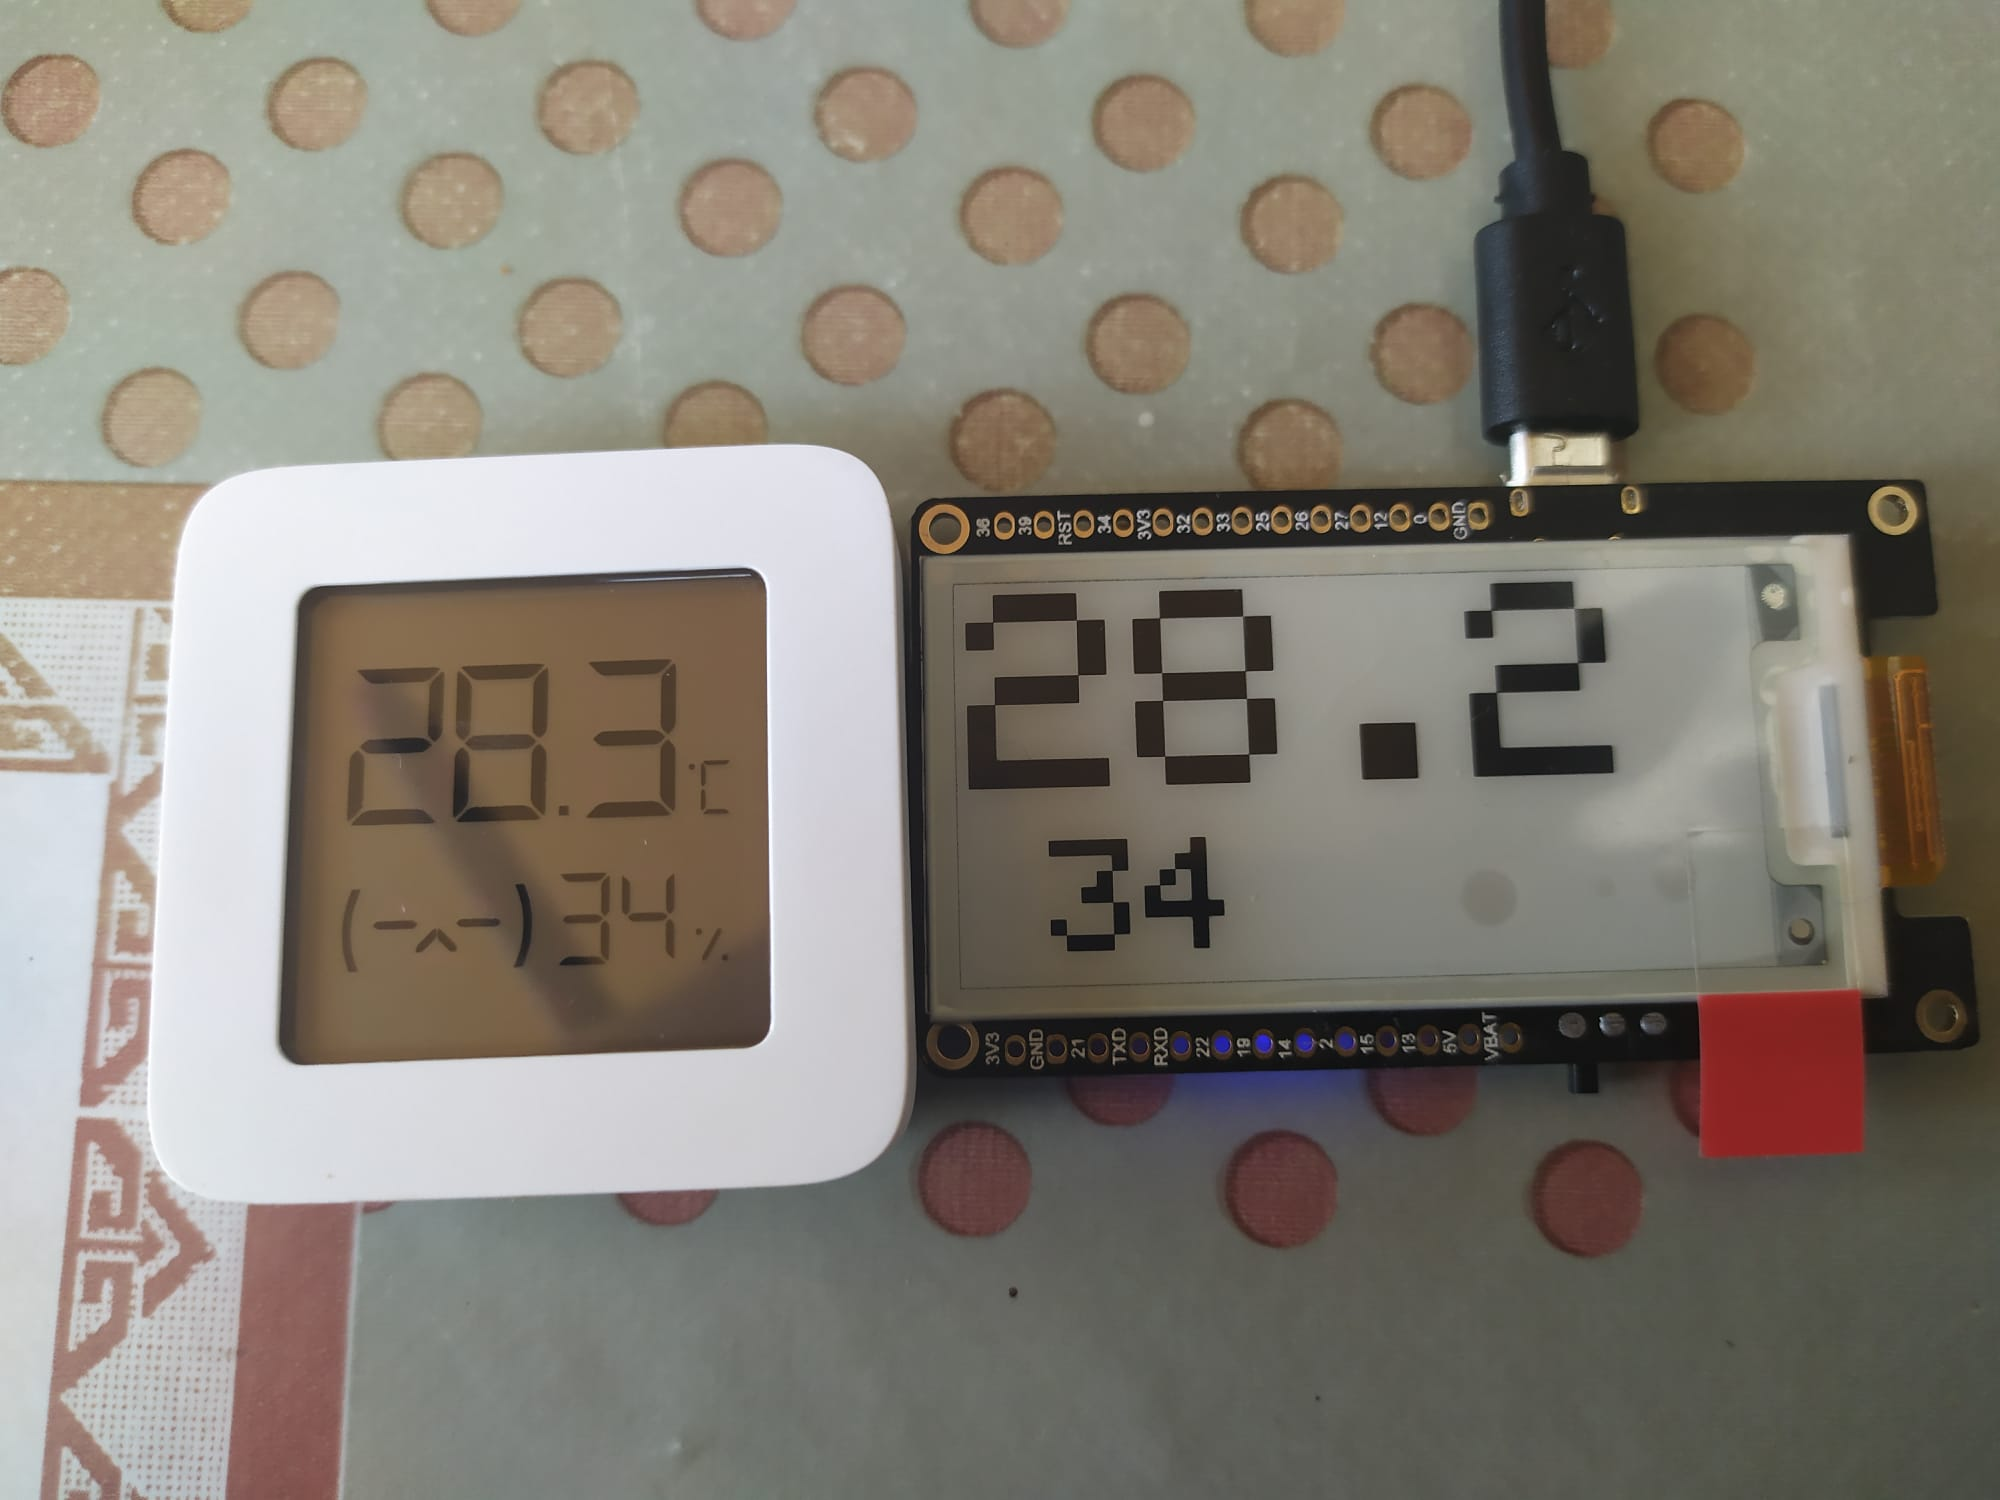 28.3°C
(-^-) 34%
36 39 RST 34 3V3 32 33 25 26 27 12 0 GND
28.2
34
3V3 GND 21 TXD RXD 22 19 14 2 15 13 5V VBAT